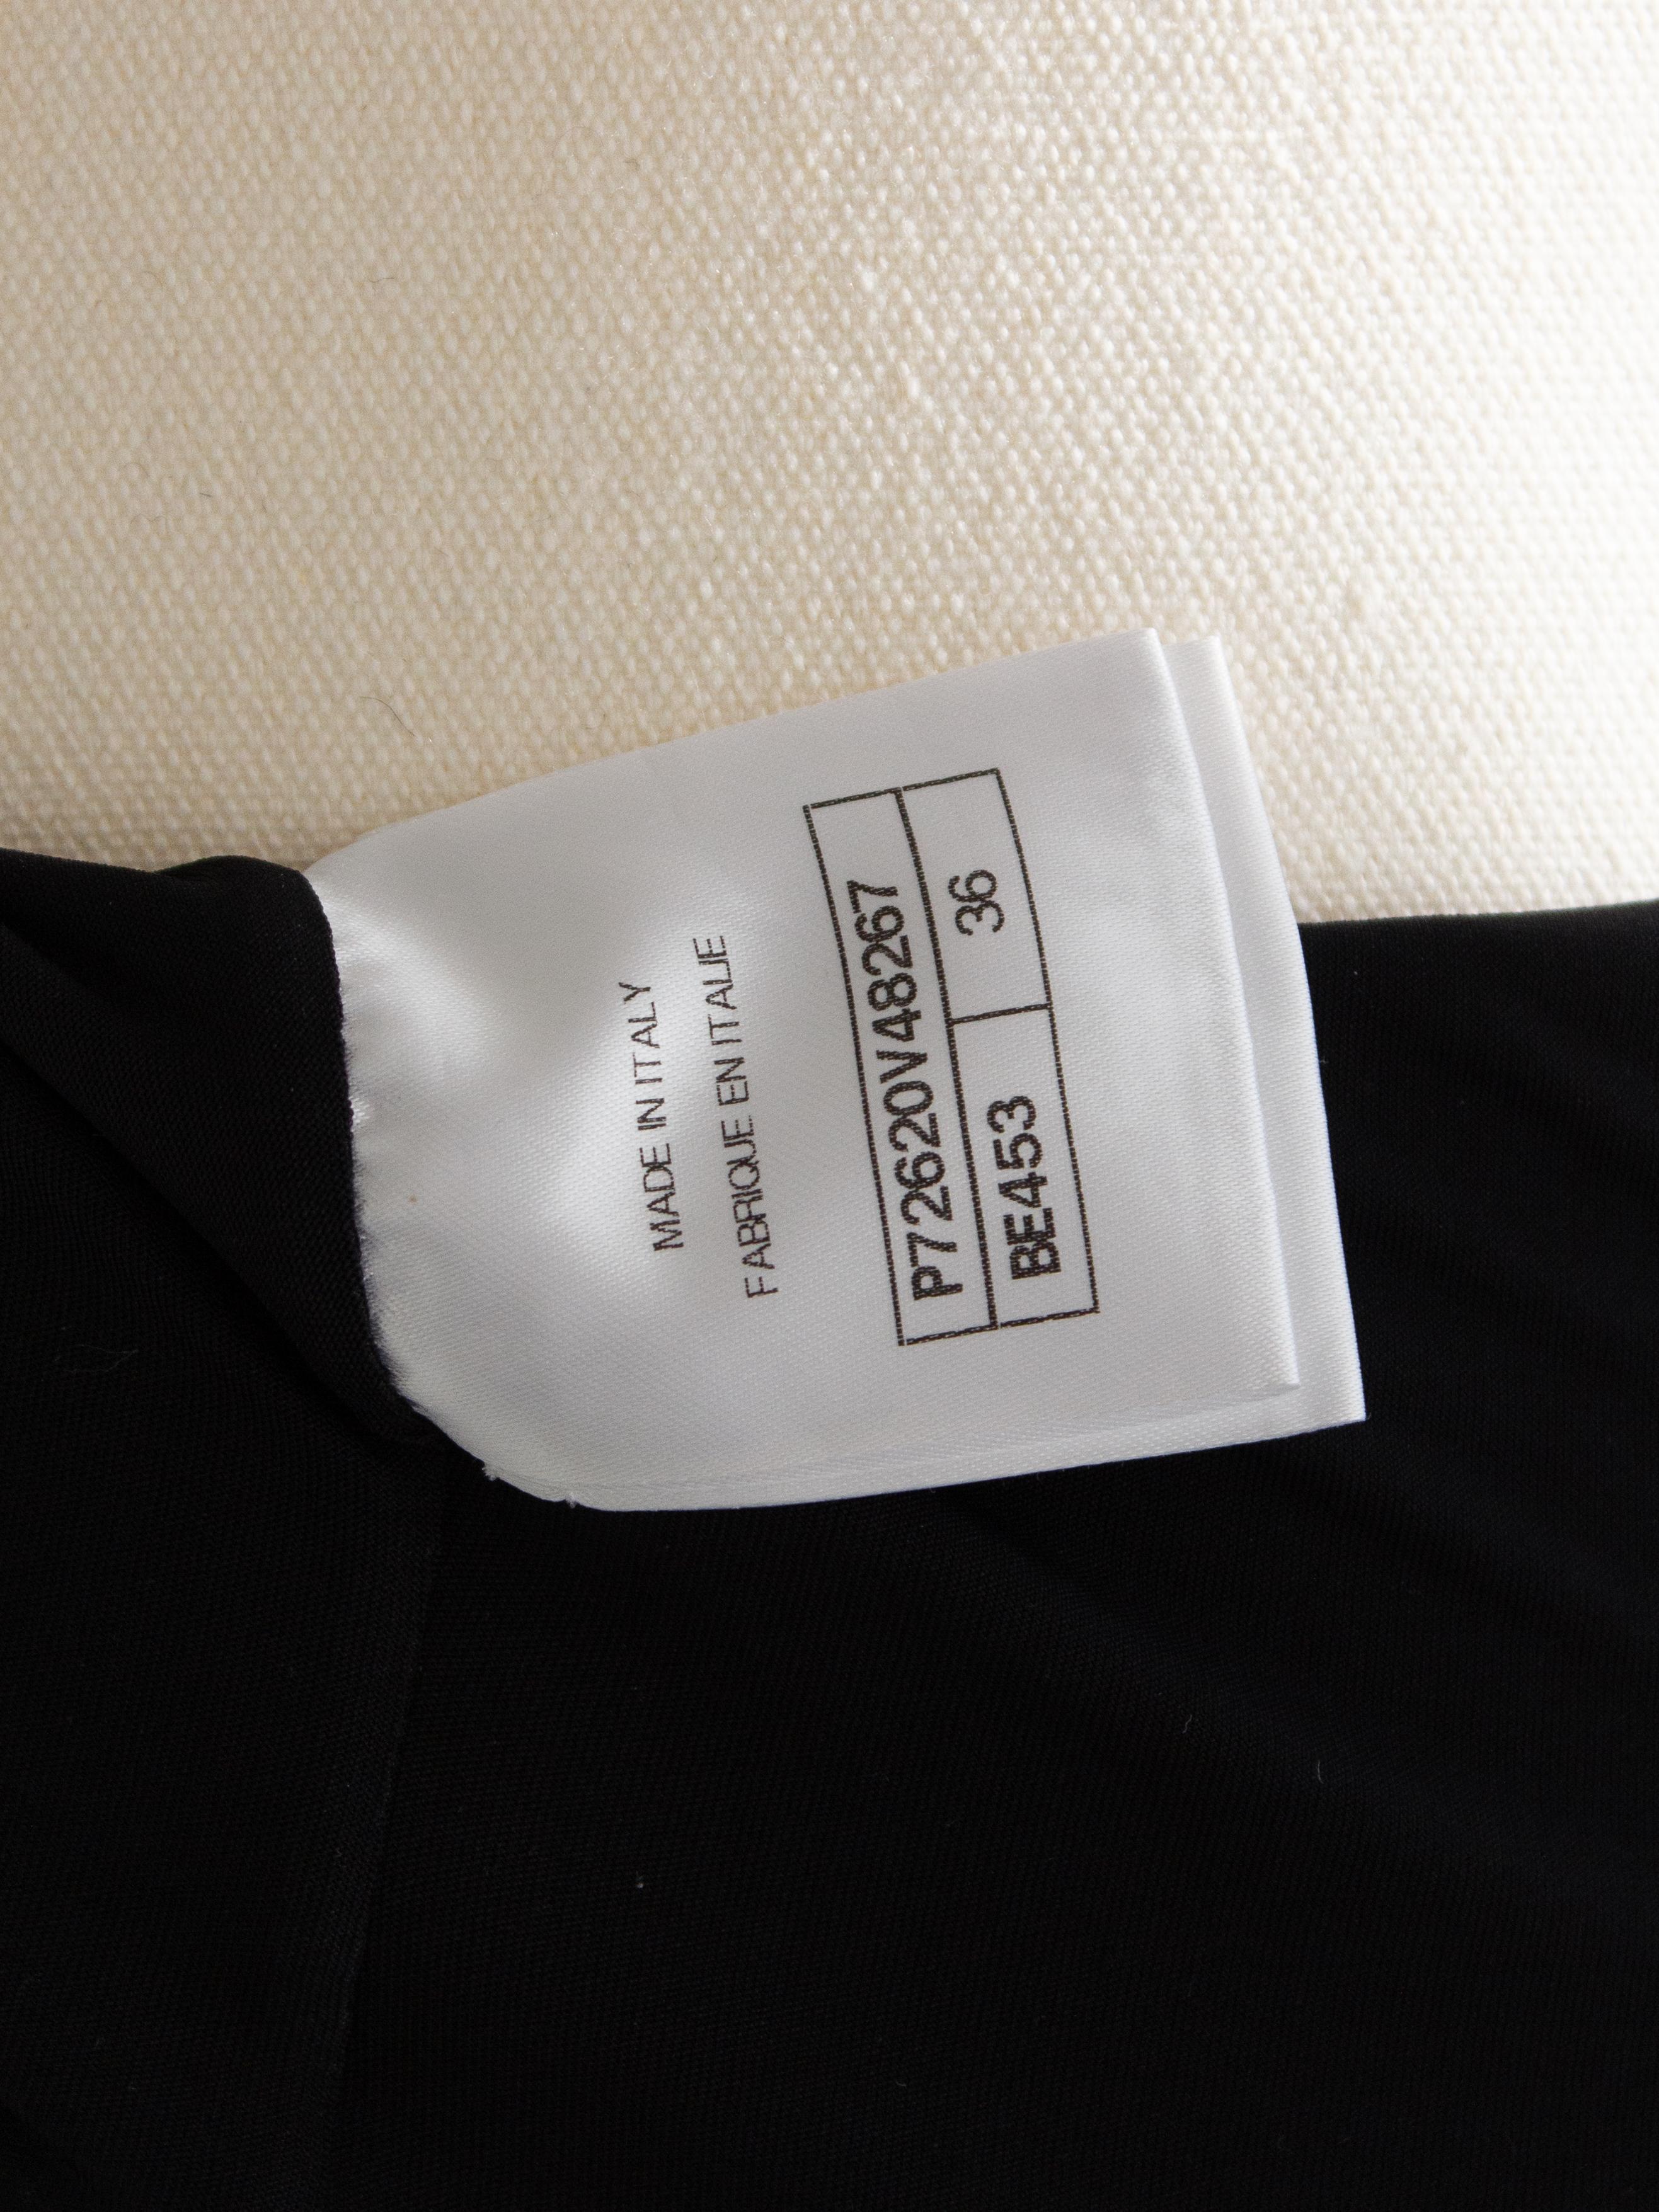 MADE IN ITALY
FABRIQUE EN ITALIE
P72620V48267
BE453 36